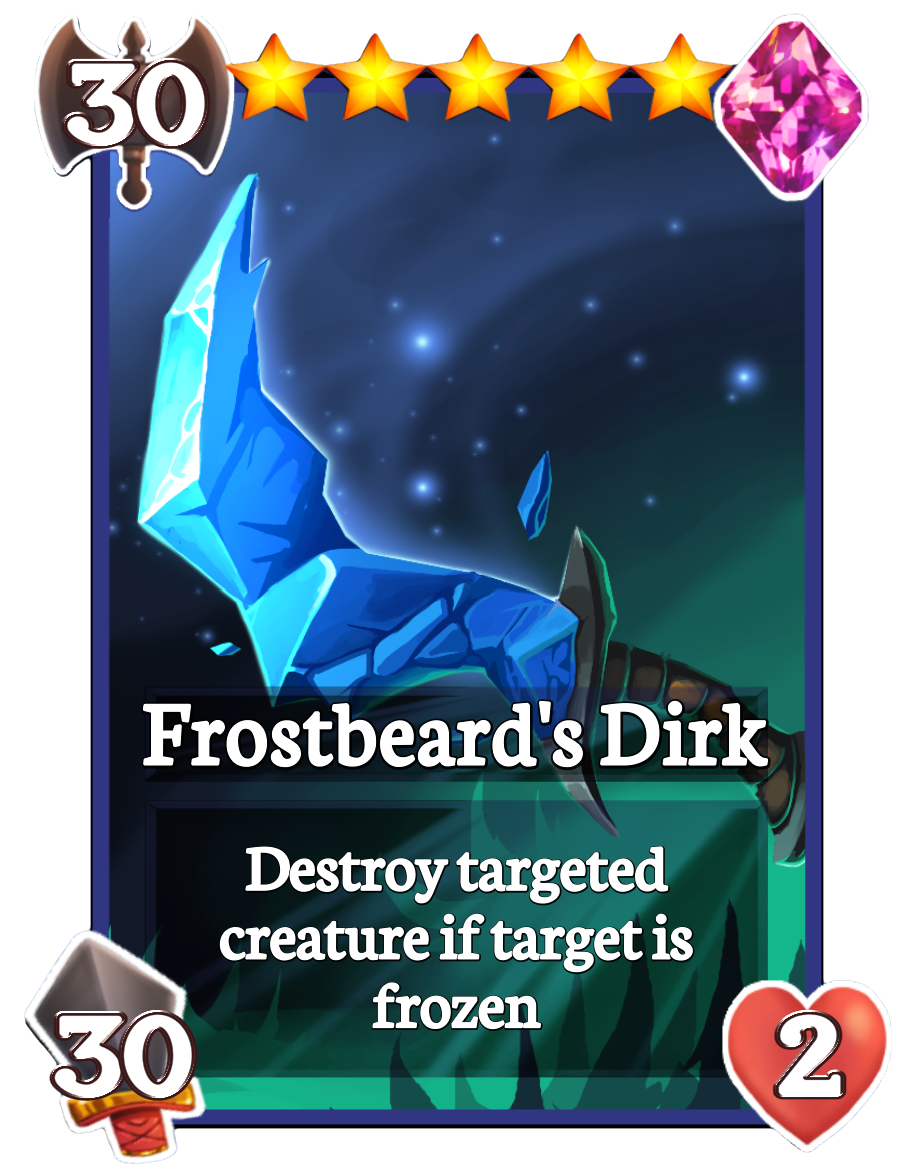 30
Frostbeard's Dirk
Destroy targeted
creature if target is
frozen
30
2